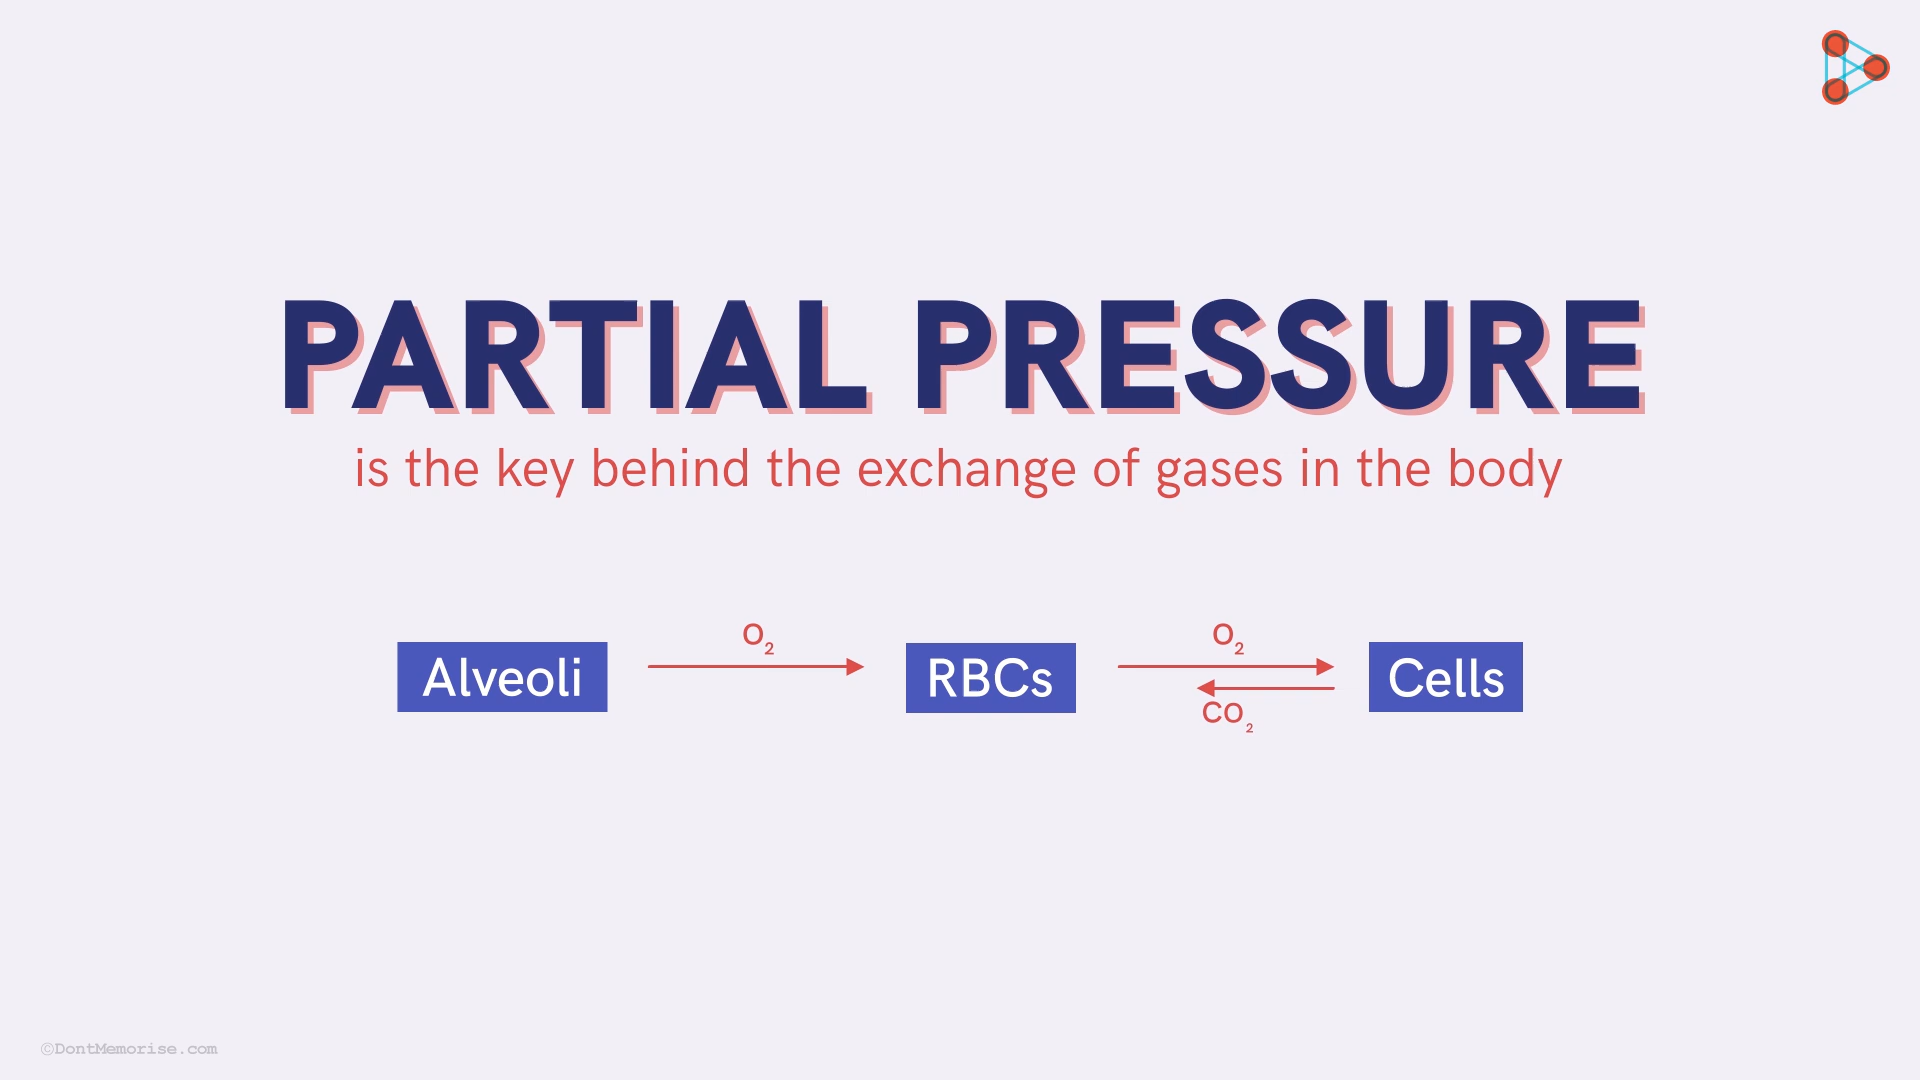 PARTIAL PRESSURE
is the key behind the exchange of gases in the body
O₂
O₂
Alveoli
RBCs
Cells
CO₂
©DontMemorise.com